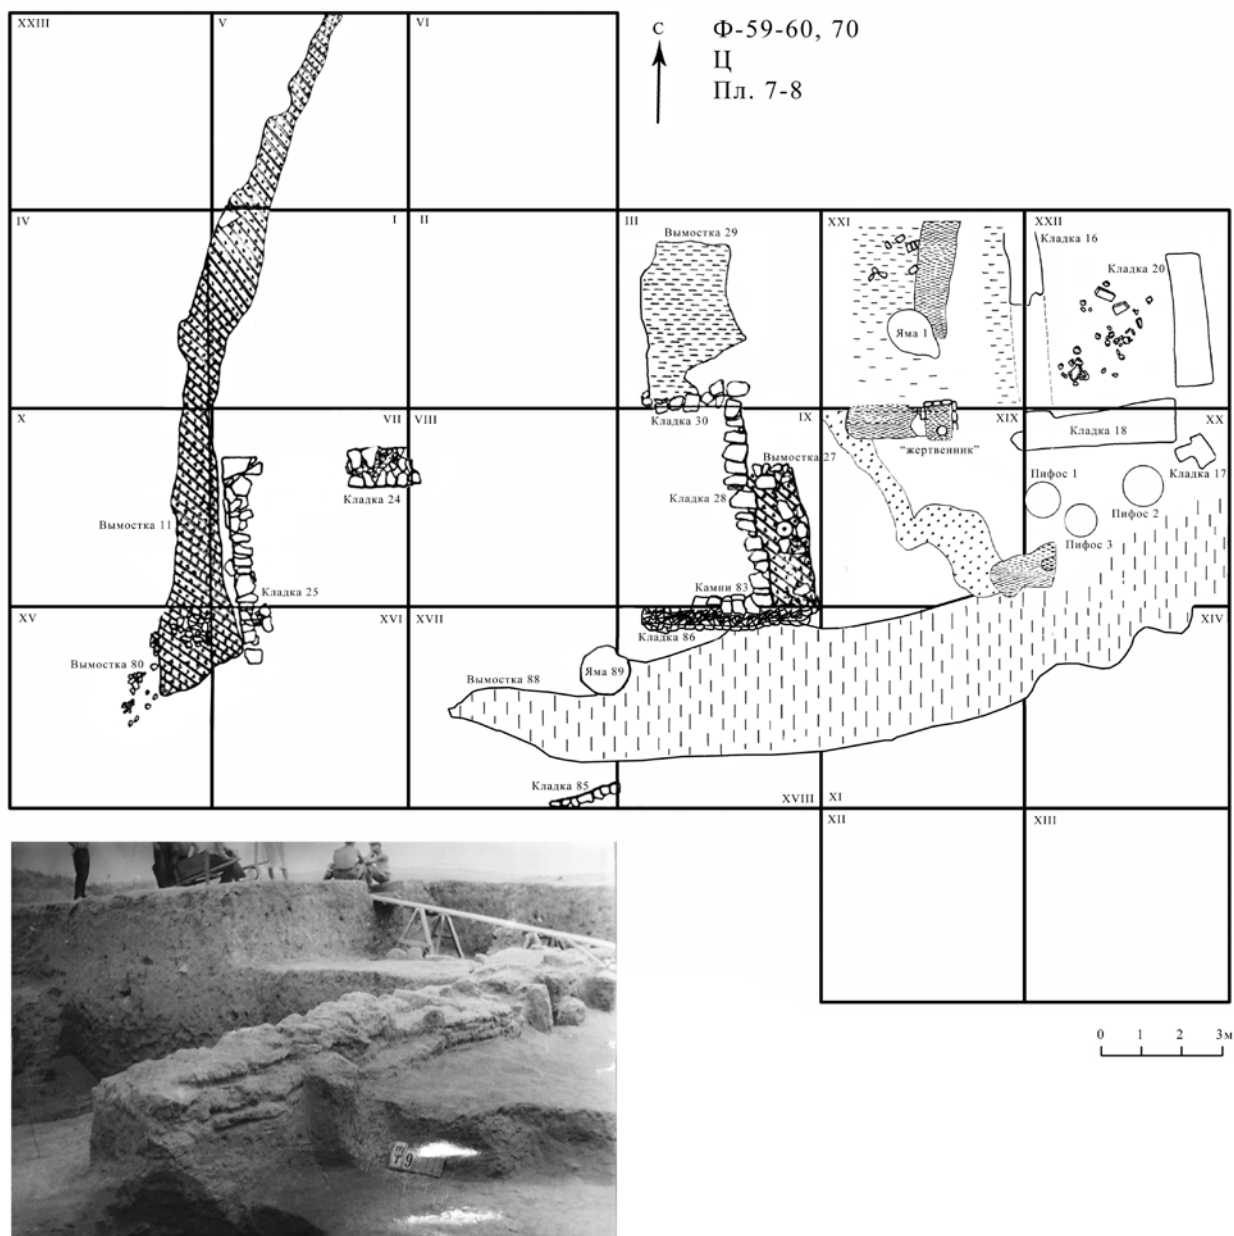 XXIII
V
VI
С
Ф-59-60, 70
Ц
Пл. 7-8
IV
I
II
III
XXI
XXII
Вымостка 29
Кладка 16
Кладка 20
Яма 1
X
VII
VIII
Кладка 30
IX
XIX
XX
"жертвенник"
Кладка 18
Вымостка 27
Кладка 17
Кладка 24
Кладка 28
Пифос 1
Пифос 2
Вымостка 11
Пифос 3
Кладка 25
Камни 83
XV
XVI
XVII
XIV
Кладка 86
Вымостка 80
Яма 89
Вымостка 88
Кладка 85
XVIII
XI
XII
XIII
0 1 2 3м